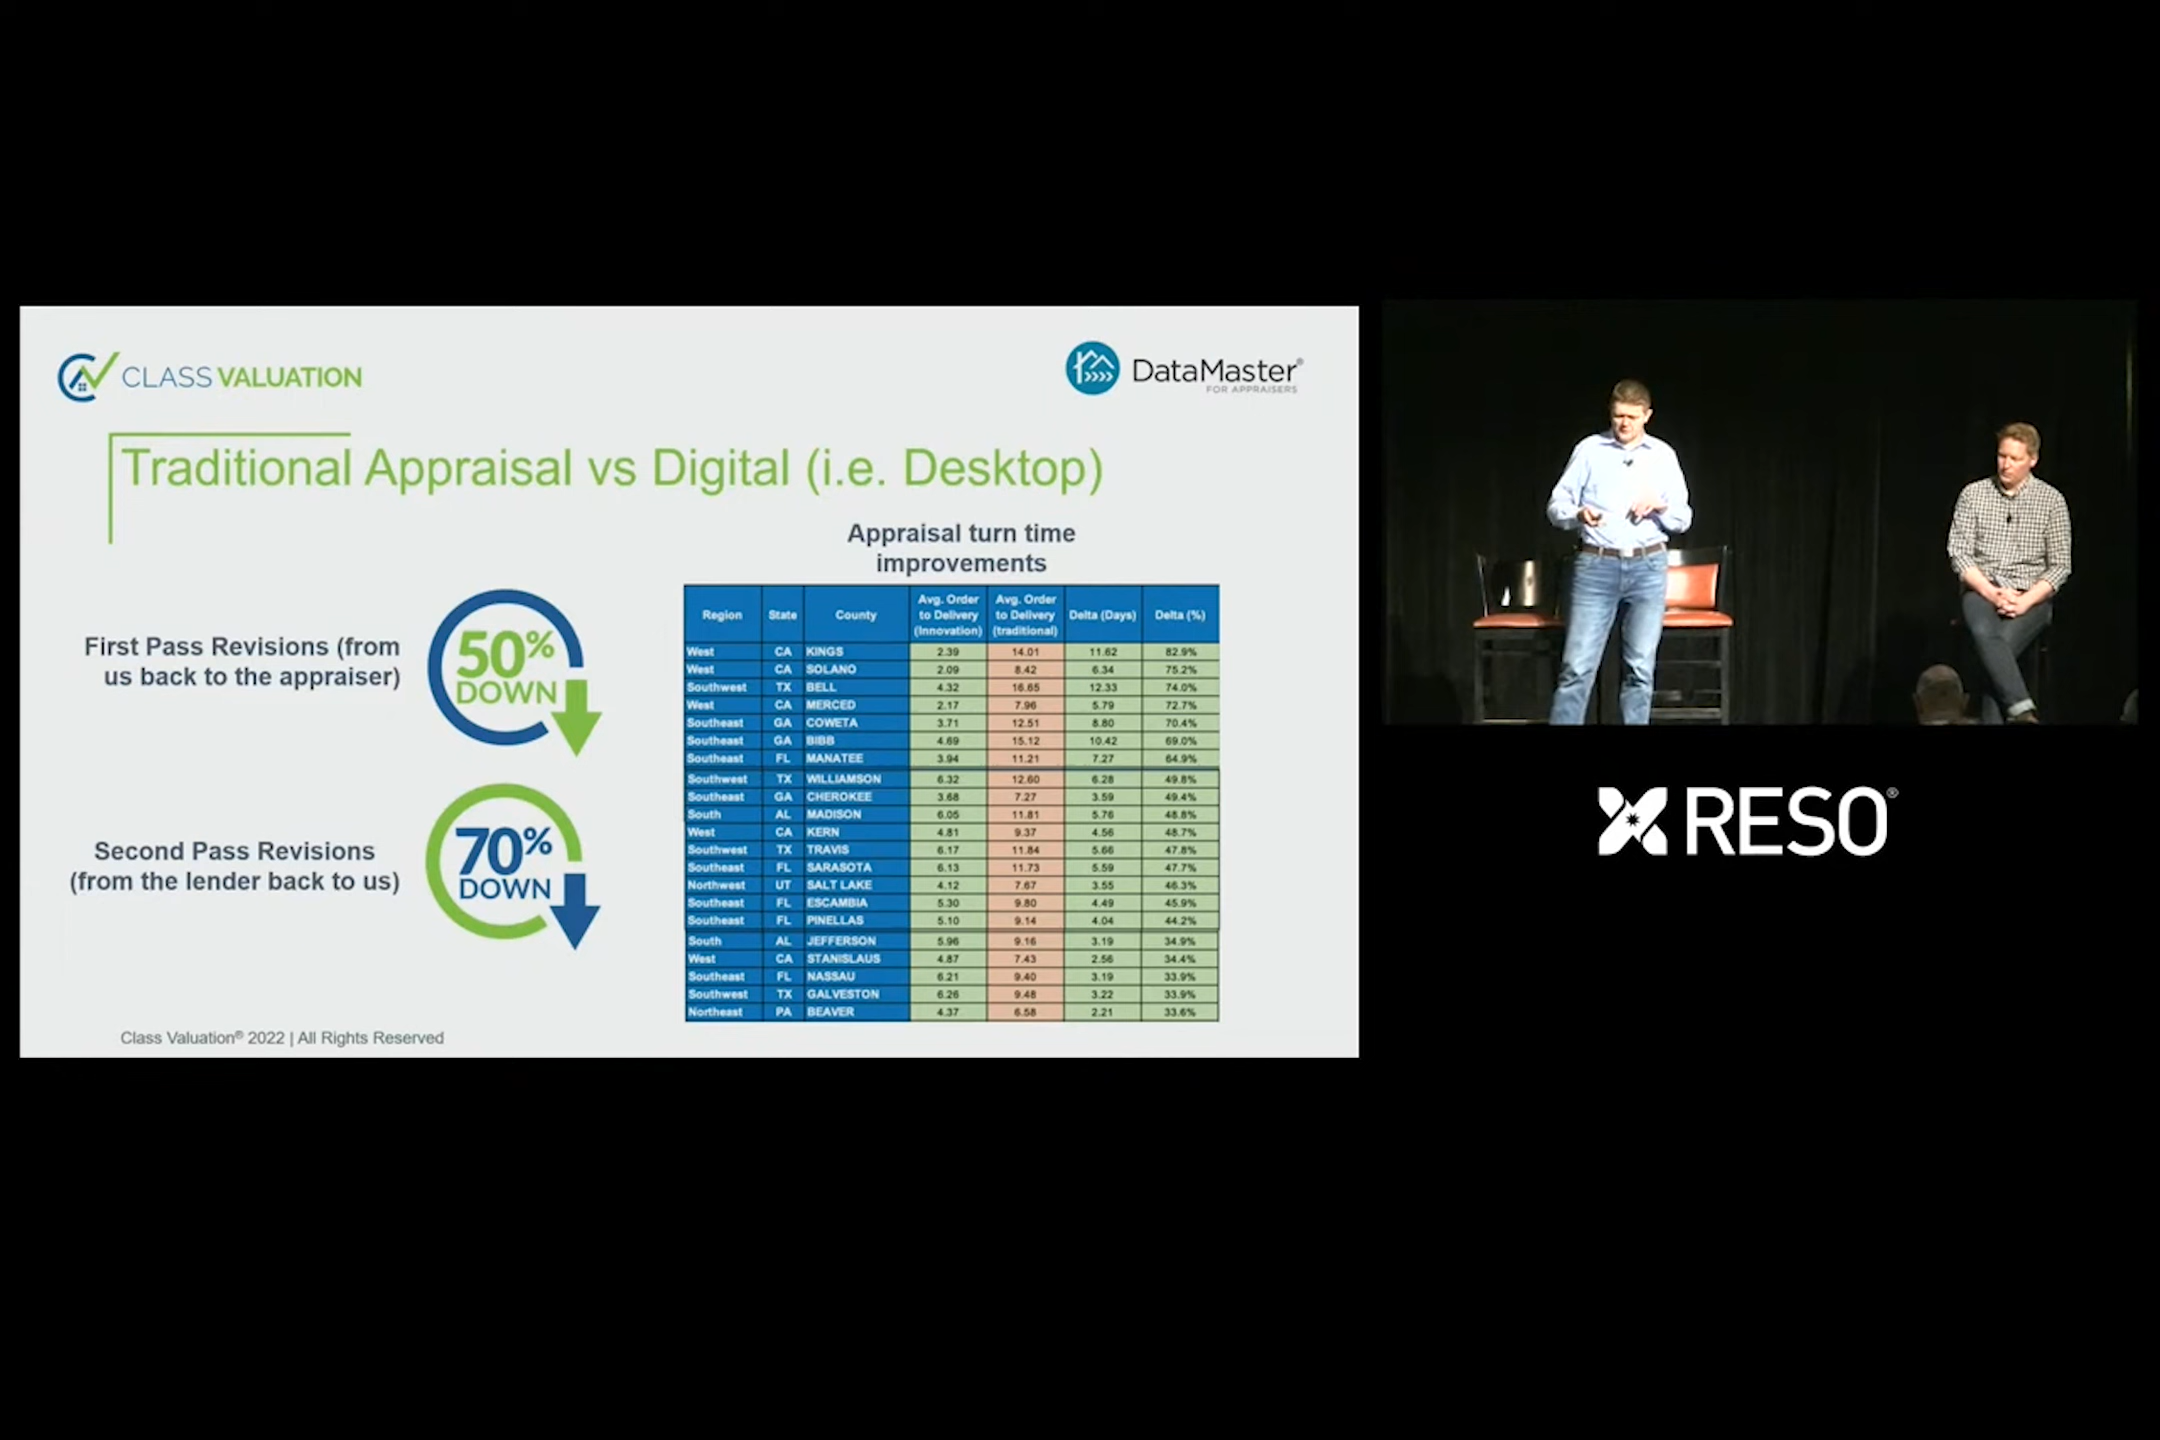 CLASS VALUATION
DataMaster®
FOR APPRAISERS
Traditional Appraisal vs Digital (i.e. Desktop)
First Pass Revisions (from
us back to the appraiser)
50%
DOWN
Second Pass Revisions
(from the lender back to us)
70%
DOWN
Appraisal turn time
improvements
Region State County Avg. Order to Delivery (Innovation) Avg. Order to Delivery (traditional) Delta (Days) Delta (%)
West CA KINGS 2.39 14.01 11.62 82.9%
West CA SOLANO 2.09 8.42 6.34 75.2%
Southwest TX BELL 4.32 16.65 12.33 74.0%
West CA MERCED 2.17 7.96 5.79 72.7%
Southeast GA COWETA 3.71 12.51 8.80 70.4%
Southeast GA BIBB 4.69 15.12 10.42 69.0%
Southeast FL MANATEE 3.94 11.21 7.27 64.9%
Southwest TX WILLIAMSON 6.32 12.60 6.28 49.8%
Southeast GA CHEROKEE 3.68 7.27 3.59 49.4%
South AL MADISON 6.05 11.81 5.76 48.8%
West CA KERN 4.81 9.37 4.56 48.7%
Southwest TX TRAVIS 6.17 11.84 5.66 47.8%
Southeast FL SARASOTA 6.13 11.73 5.59 47.7%
Northwest UT SALT LAKE 4.12 7.67 3.55 46.3%
Southeast FL ESCAMBIA 5.30 9.80 4.49 45.9%
Southeast FL PINELLAS 5.10 9.14 4.04 44.2%
South AL JEFFERSON 5.96 9.16 3.19 34.9%
West CA STANISLAUS 4.87 7.43 2.56 34.4%
Southeast FL NASSAU 6.21 9.40 3.19 33.9%
Southwest TX GALVESTON 6.26 9.48 3.22 33.9%
Northeast PA BEAVER 4.37 6.58 2.21 33.6%
Class Valuation® 2022 | All Rights Reserved
RESO®